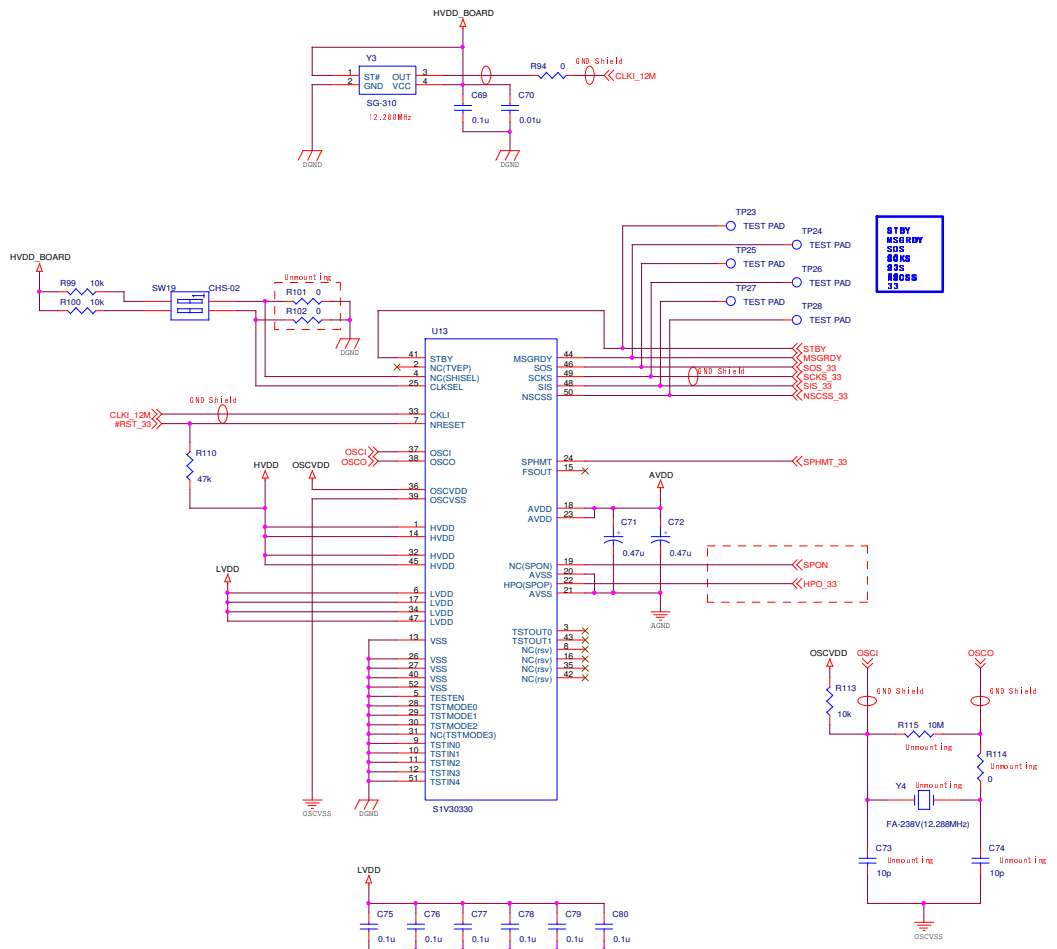 HVDD_BOARD
Y3
1 ST# OUT 3
2 GND VCC 4
SG-310
12.288MHz
R94 0
GND Shield
CLKI_12M
C69
0.1u
C70
0.01u
DGND
DGND
HVDD_BOARD
R99 10k
R100 10k
SW19
CHS-02
Unmounting
R101 0
R102 0
DGND
TP23
TEST PAD
TP24
TEST PAD
TP25
TEST PAD
TP26
TEST PAD
TP27
TEST PAD
TP28
TEST PAD
STBY
MSGRDY
SOS
SCKS
SIS
NSCSS
33
U13
41 STBY
2 NC(TVEP)
4 NC(SHISEL)
25 CLKSEL
33 CKLI
7 NRESET
37 OSCI
38 OSCO
36 OSCVDD
39 OSCVSS
1 HVDD
14 HVDD
32 HVDD
45 HVDD
6 LVDD
17 LVDD
34 LVDD
47 LVDD
13 VSS
26 VSS
27 VSS
40 VSS
52 VSS
5 TESTEN
28 TSTMODE0
29 TSTMODE1
30 TSTMODE2
31 NC(TSTMODE3)
9 TSTIN0
10 TSTIN1
11 TSTIN2
12 TSTIN3
51 TSTIN4
MSGRDY 44
SOS 46
SCKS 49
SIS 48
NSCSS 50
SPHMT 24
FSOUT 15
AVDD 18
AVDD 23
NC(SPON) 19
AVSS 20
HPO(SPOP) 22
AVSS 21
TSTOUT0 3
TSTOUT1 43
NC(rsv) 8
NC(rsv) 16
NC(rsv) 35
NC(rsv) 42
S1V30330
STBY
MSGRDY
SOS_33
SCKS_33
SIS_33
NSCSS_33
GND Shield
SPHMT_33
CLKI_12M
#RST_33
GND Shield
R110
47k
OSCI
OSCO
HVDD
OSCVDD
LVDD
OSCVSS
DGND
AVDD
C71
+
0.47u
C72
+
0.47u
AGND
SPON
HPO_33
OSCVDD
OSCI
OSCO
GND Shield
GND Shield
R113
10k
R115 10M
Unmounting
R114
Unmounting
0
Y4
Unmounting
FA-238V(12.288MHz)
C73
Unmounting
10p
C74
Unmounting
10p
OSCVSS
LVDD
C75
0.1u
C76
0.1u
C77
0.1u
C78
0.1u
C79
0.1u
C80
0.1u